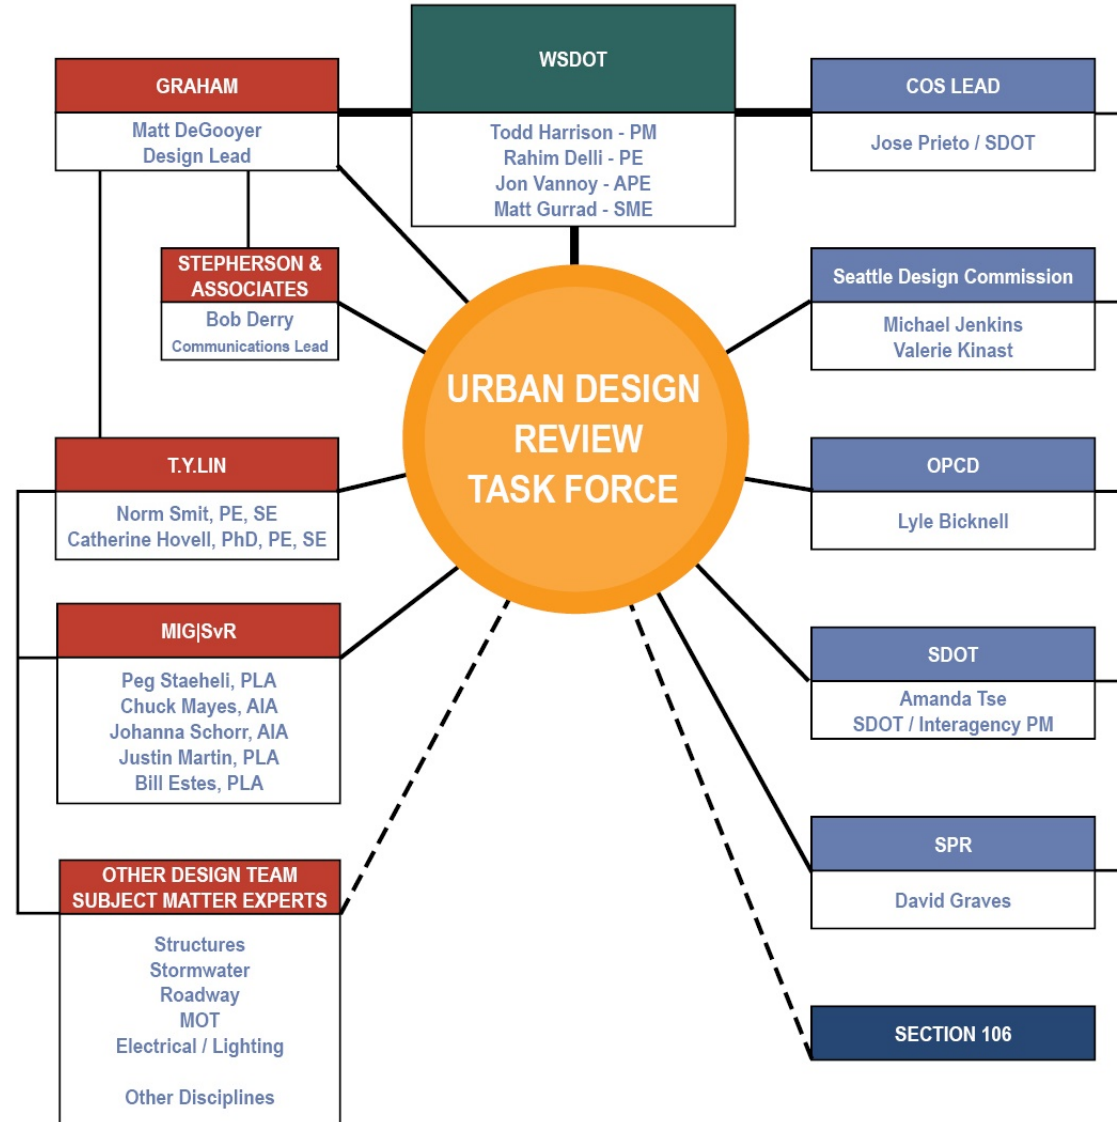 WSDOT
Todd Harrison - PM
Rahim Delli - PE
Jon Vannoy - APE
Matt Gurrad - SME
GRAHAM
Matt DeGooyer
Design Lead
STEPHERSON &
ASSOCIATES
Bob Derry
Communications Lead
T.Y.LIN
Norm Smit, PE, SE
Catherine Hovell, PhD, PE, SE
MIG|SvR
Peg Staeheli, PLA
Chuck Mayes, AIA
Johanna Schorr, AIA
Justin Martin, PLA
Bill Estes, PLA
OTHER DESIGN TEAM
SUBJECT MATTER EXPERTS
Structures
Stormwater
Roadway
MOT
Electrical / Lighting
Other Disciplines
URBAN DESIGN
REVIEW
TASK FORCE
COS LEAD
Jose Prieto / SDOT
Seattle Design Commission
Michael Jenkins
Valerie Kinast
OPCD
Lyle Bicknell
SDOT
Amanda Tse
SDOT / Interagency PM
SPR
David Graves
SECTION 106